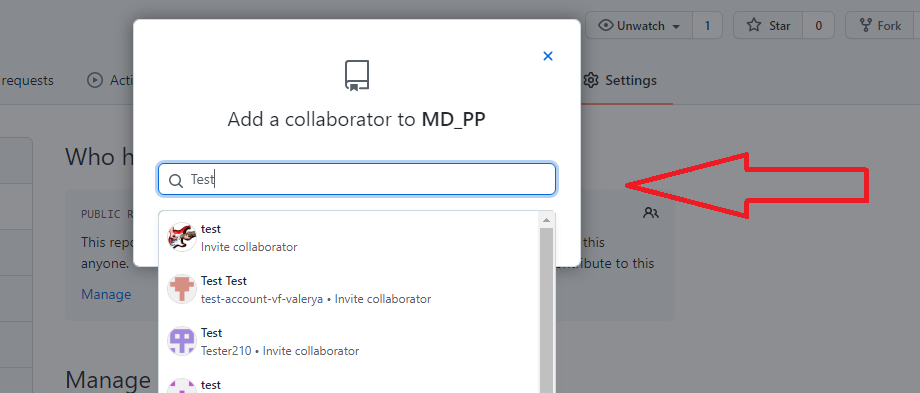 Unwatch 1 Star 0 Fork
requests Acti Settings
Add a collaborator to MD_PP
Who h
Test
PUBLIC R
This repo this
anyone. tribute to this
Manage
test
Invite collaborator
Test Test
test-account-vf-valerya • Invite collaborator
Test
Tester210 • Invite collaborator
test
Manage